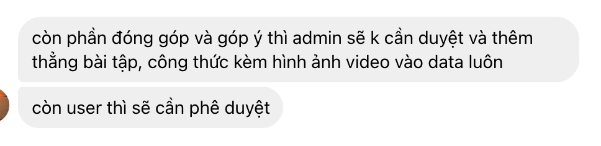 còn phần đóng góp và góp ý thì admin sẽ k cần duyệt và thêm
thẳng bài tập, công thức kèm hình ảnh video vào data luôn
còn user thì sẽ cần phê duyệt